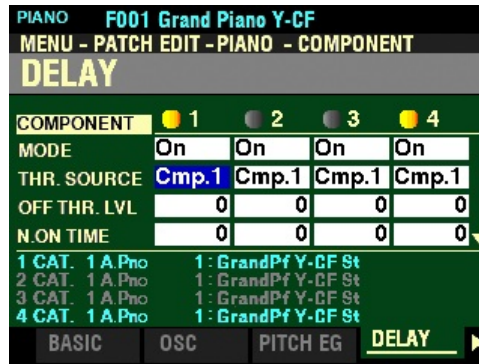 PIANO F001 Grand Piano Y-CF
MENU - PATCH EDIT - PIANO - COMPONENT
DELAY
COMPONENT 1 2 3 4
MODE On On On On
THR. SOURCE Cmp.1 Cmp.1 Cmp.1 Cmp.1
OFF THR. LVL 0 0 0 0
N.ON TIME 0 0 0 0
1 CAT. 1 A.Pno 1 : GrandPf Y-CF St
2 CAT. 1 A.Pno 1 : GrandPf Y-CF St
3 CAT. 1 A.Pno 1 : GrandPf Y-CF St
4 CAT. 1 A.Pno 1 : GrandPf Y-CF St
BASIC OSC PITCH EG DELAY